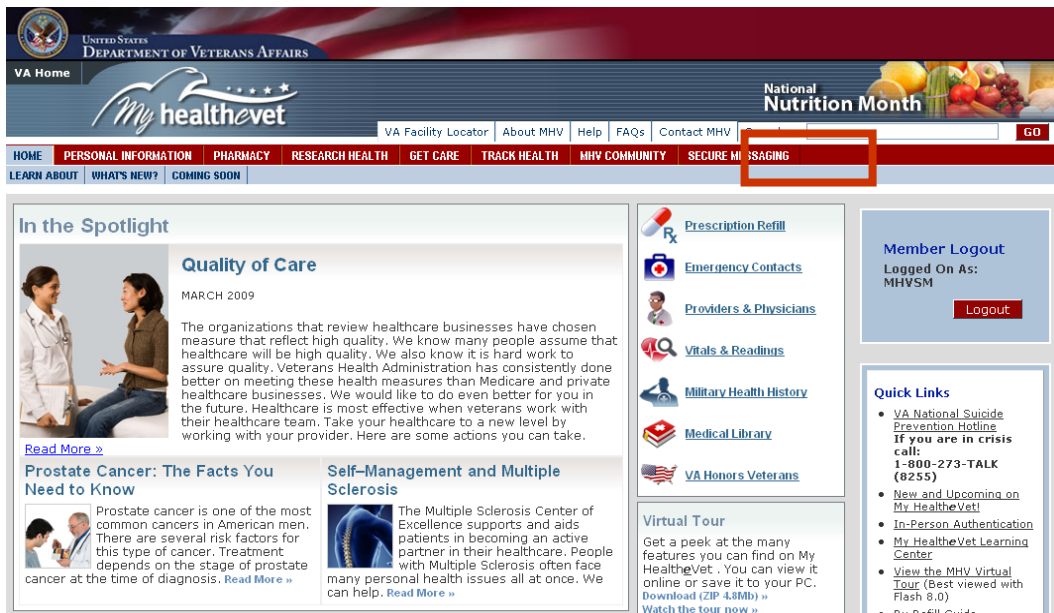 UNITED STATES
DEPARTMENT OF VETERANS AFFAIRS
VA Home
My healthevet
National
Nutrition Month
VA Facility Locator About MHV Help FAQs Contact MHV
GO
HOME PERSONAL INFORMATION PHARMACY RESEARCH HEALTH GET CARE TRACK HEALTH MHV COMMUNITY SECURE MESSAGING
LEARN ABOUT WHAT'S NEW? COMING SOON
In the Spotlight
Quality of Care
MARCH 2009
The organizations that review healthcare businesses have chosen
measure that reflect high quality. We know many people assume that
healthcare will be high quality. We also know it is hard work to
assure quality. Veterans Health Administration has consistently done
better on meeting these health measures than Medicare and private
healthcare businesses. We would like to do even better for you in
the future. Healthcare is most effective when veterans work with
their healthcare team. Take your healthcare to a new level by
working with your provider. Here are some actions you can take.
Read More »
Prostate Cancer: The Facts You
Need to Know
Prostate cancer is one of the most
common cancers in American men.
There are several risk factors for
this type of cancer. Treatment
depends on the stage of prostate
cancer at the time of diagnosis. Read More »
Self–Management and Multiple
Sclerosis
The Multiple Sclerosis Center of
Excellence supports and aids
patients in becoming an active
partner in their healthcare. People
with Multiple Sclerosis often face
many personal health issues all at once. We
can help. Read More »
Rx
Prescription Refill
Emergency Contacts
Providers & Physicians
Vitals & Readings
Military Health History
Medical Library
VA Honors Veterans
Virtual Tour
Get a peek at the many
features you can find on My
HealtheVet . You can view it
online or save it to your PC.
Download (ZIP 4.8Mb) »
Watch the tour now »
Member Logout
Logged On As:
MHVSM
Logout
Quick Links
VA National Suicide
Prevention Hotline
If you are in crisis
call:
1-800-273-TALK
(8255)
New and Upcoming on
My HealtheVet!
In-Person Authentication
My HealtheVet Learning
Center
View the MHV Virtual
Tour (Best viewed with
Flash 8.0)